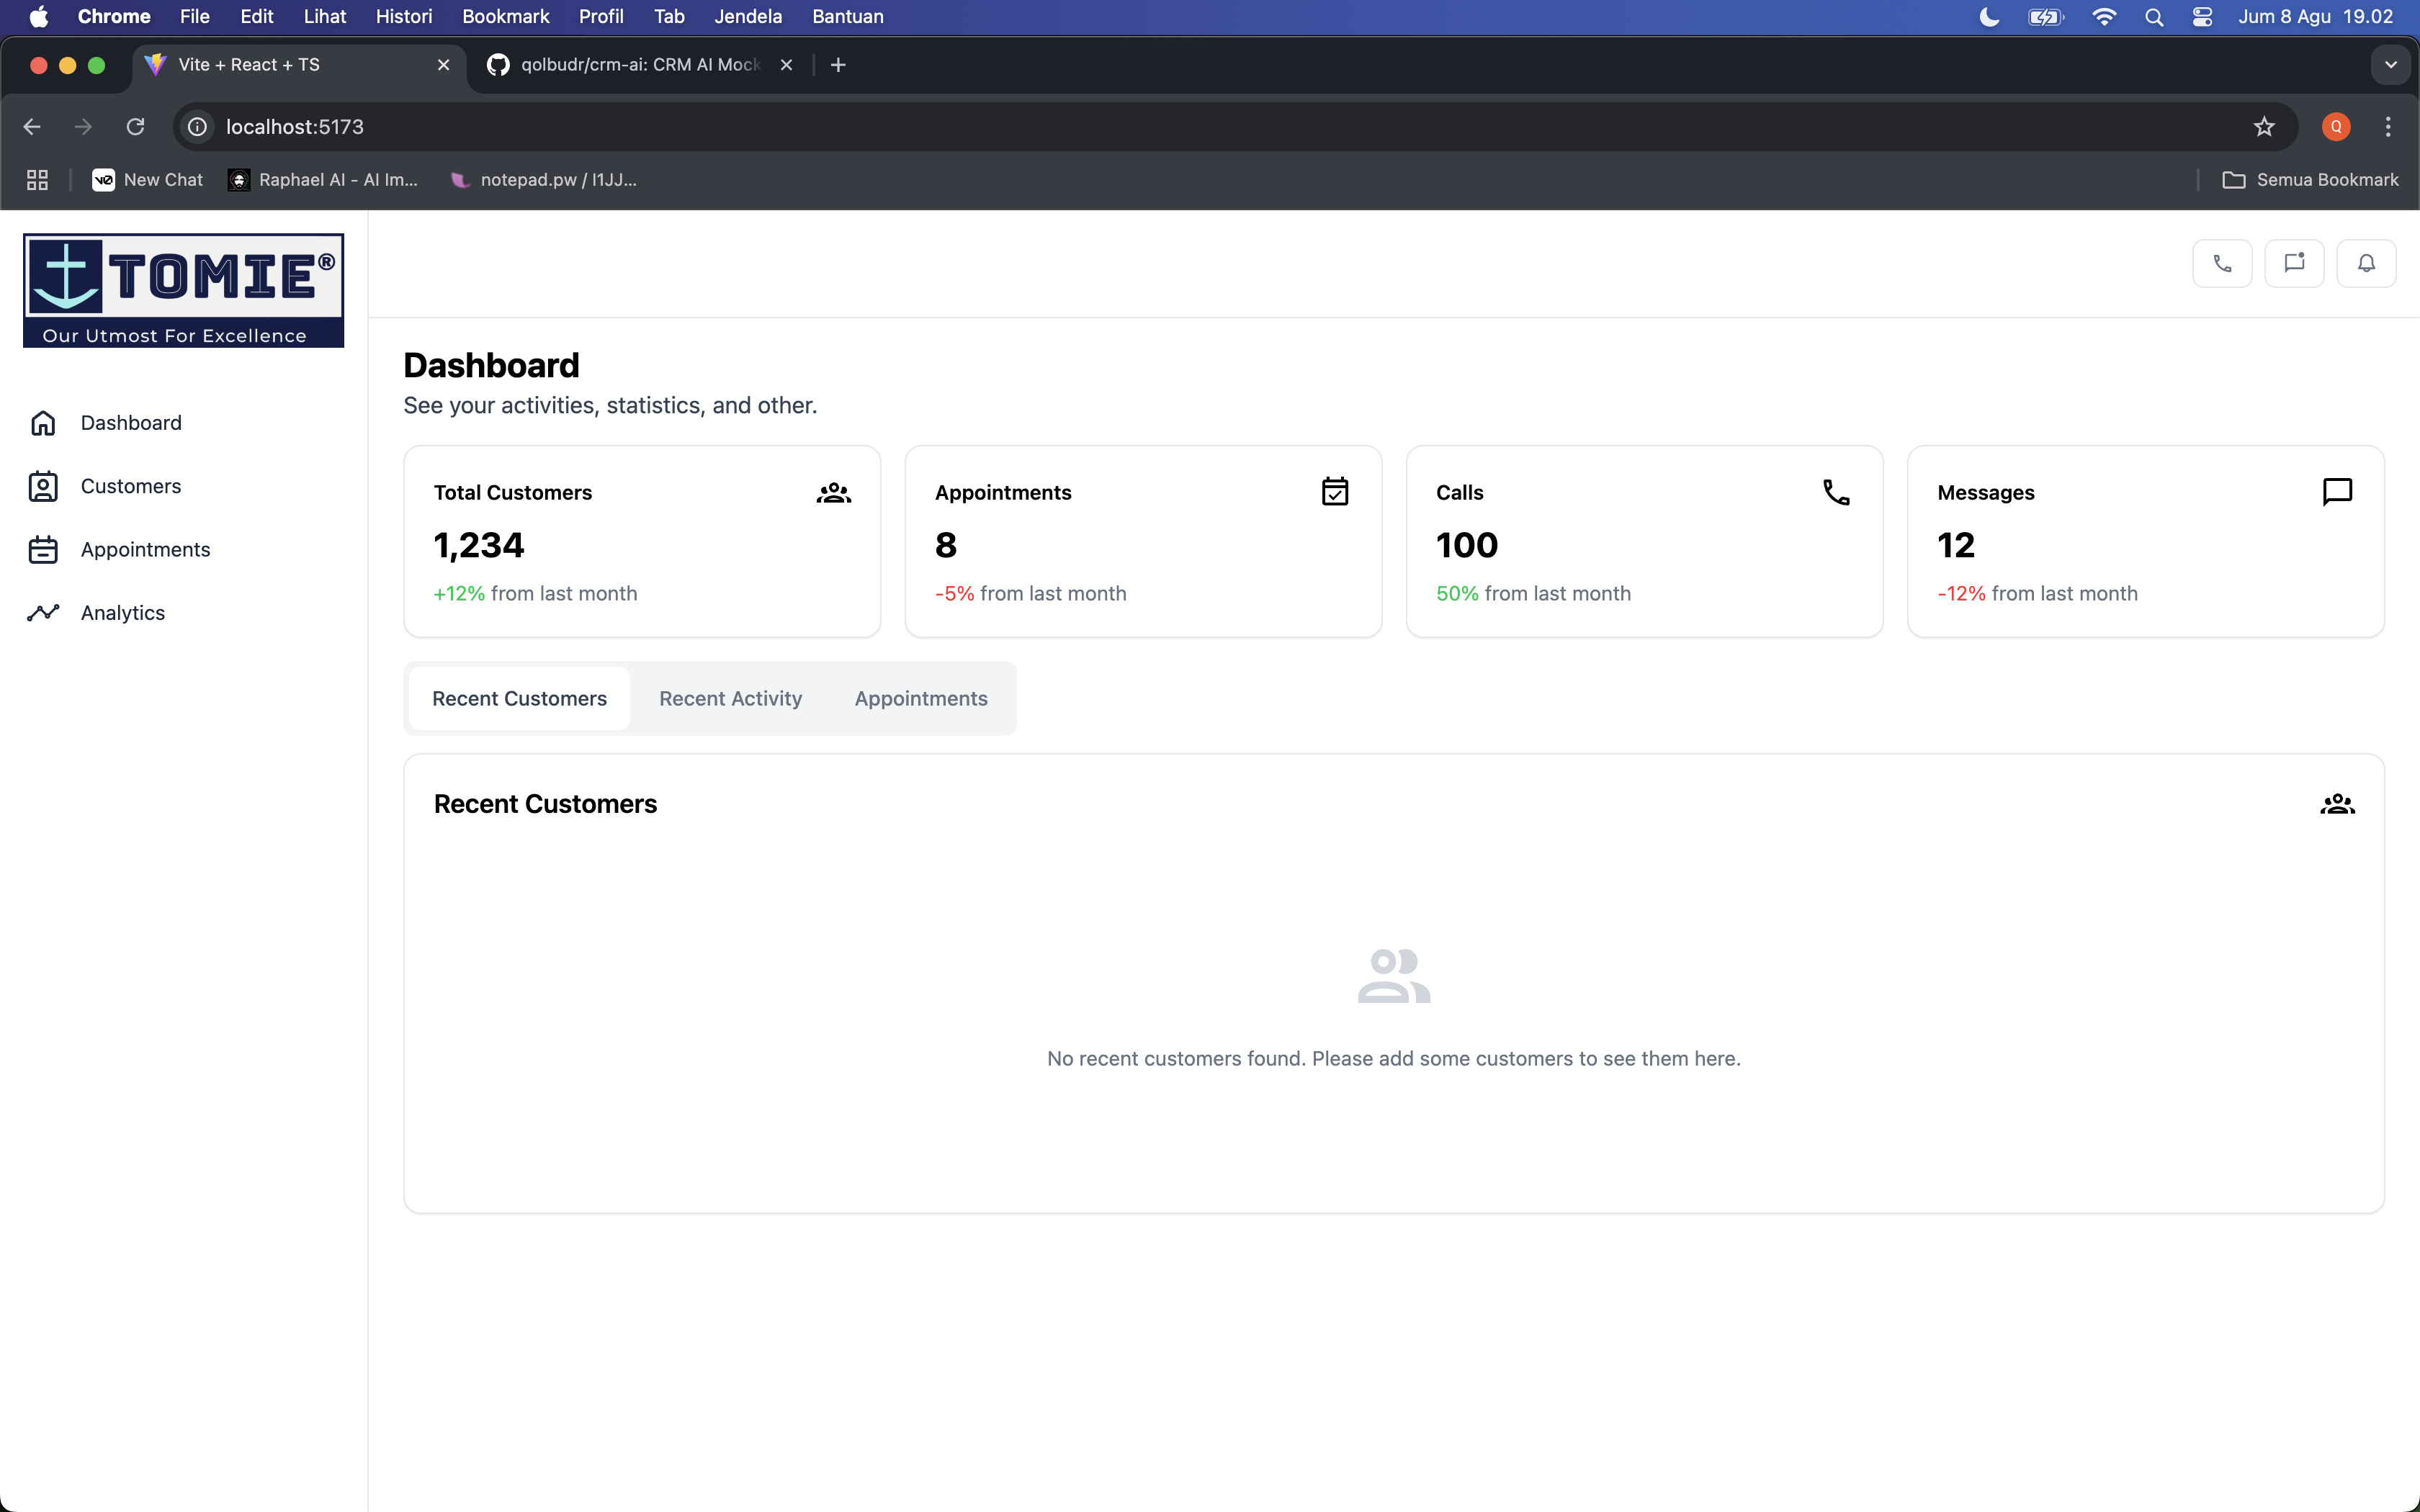 Chrome File Edit Lihat Histori Bookmark Profil Tab Jendela Bantuan Jum 8 Agu 19.02
Vite + React + TS qolbudr/crm-ai: CRM AI Mock
localhost:5173 Q
New Chat Raphael AI - AI Im... notepad.pw / I1JJ... Semua Bookmark
TOMIE®
Our Utmost For Excellence
Dashboard
Customers
Appointments
Analytics
Dashboard
See your activities, statistics, and other.
Total Customers
1,234
+12% from last month
Appointments
8
-5% from last month
Calls
100
50% from last month
Messages
12
-12% from last month
Recent Customers Recent Activity Appointments
Recent Customers
No recent customers found. Please add some customers to see them here.